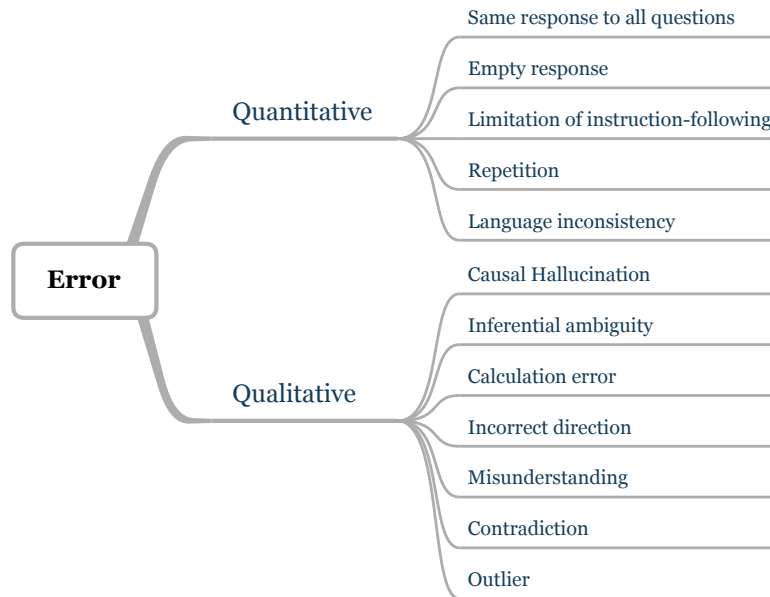 Error
Quantitative
Same response to all questions
Empty response
Limitation of instruction-following
Repetition
Language inconsistency
Qualitative
Causal Hallucination
Inferential ambiguity
Calculation error
Incorrect direction
Misunderstanding
Contradiction
Outlier